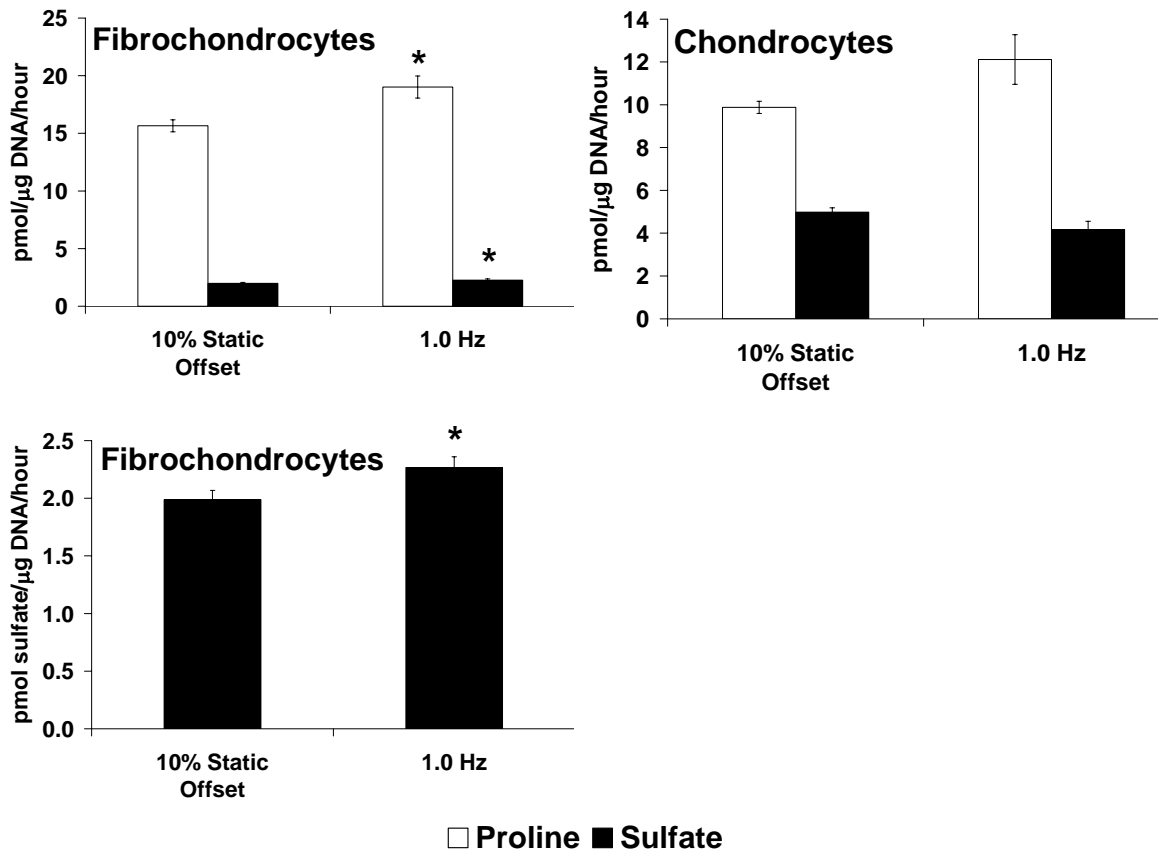 Fibrochondrocytes
pmol/µg DNA/hour
25
20
15
10
5
0
*
*
10% Static
Offset
1.0 Hz
Chondrocytes
pmol/µg DNA/hour
14
12
10
8
6
4
2
0
10% Static
Offset
1.0 Hz
Fibrochondrocytes
pmol sulfate/µg DNA/hour
2.5
2.0
1.5
1.0
0.5
0.0
*
10% Static
Offset
1.0 Hz
Proline Sulfate